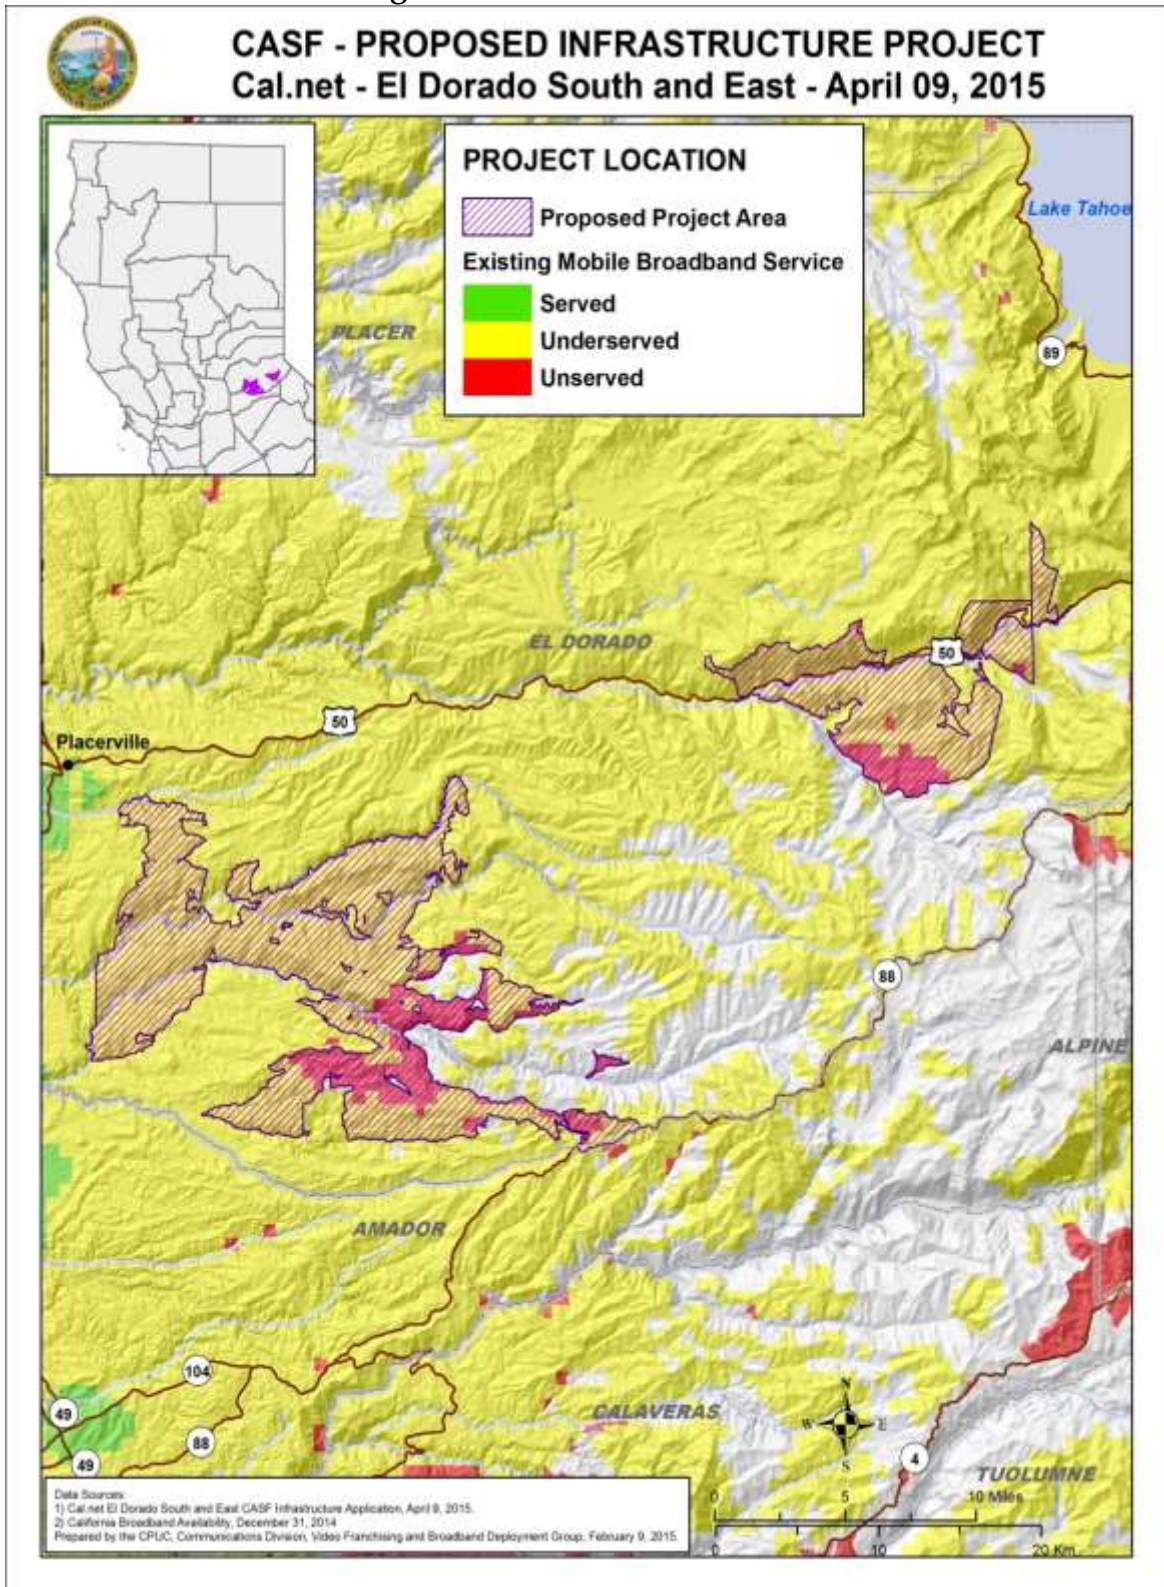 CASF - PROPOSED INFRASTRUCTURE PROJECT
Cal.net - El Dorado South and East - April 09, 2015
PROJECT LOCATION
Proposed Project Area
Existing Mobile Broadband Service
Served
Underserved
Unserved
Lake Tahoe
PLACER
89
EL DORADO
50
50
Placerville
88
ALPINE
AMADOR
104
49
88
49
CALAVERAS
N
W E
S
4
TUOLUMNE
0 5 10 Miles
0 10 20 Km
Data Sources:
1) Cal.net El Dorado South and East CASF Infrastructure Application, April 9, 2015.
2) California Broadband Availability, December 31, 2014
Prepared by the CPUC, Communications Division, Video Franchising and Broadband Deployment Group, February 9, 2015.